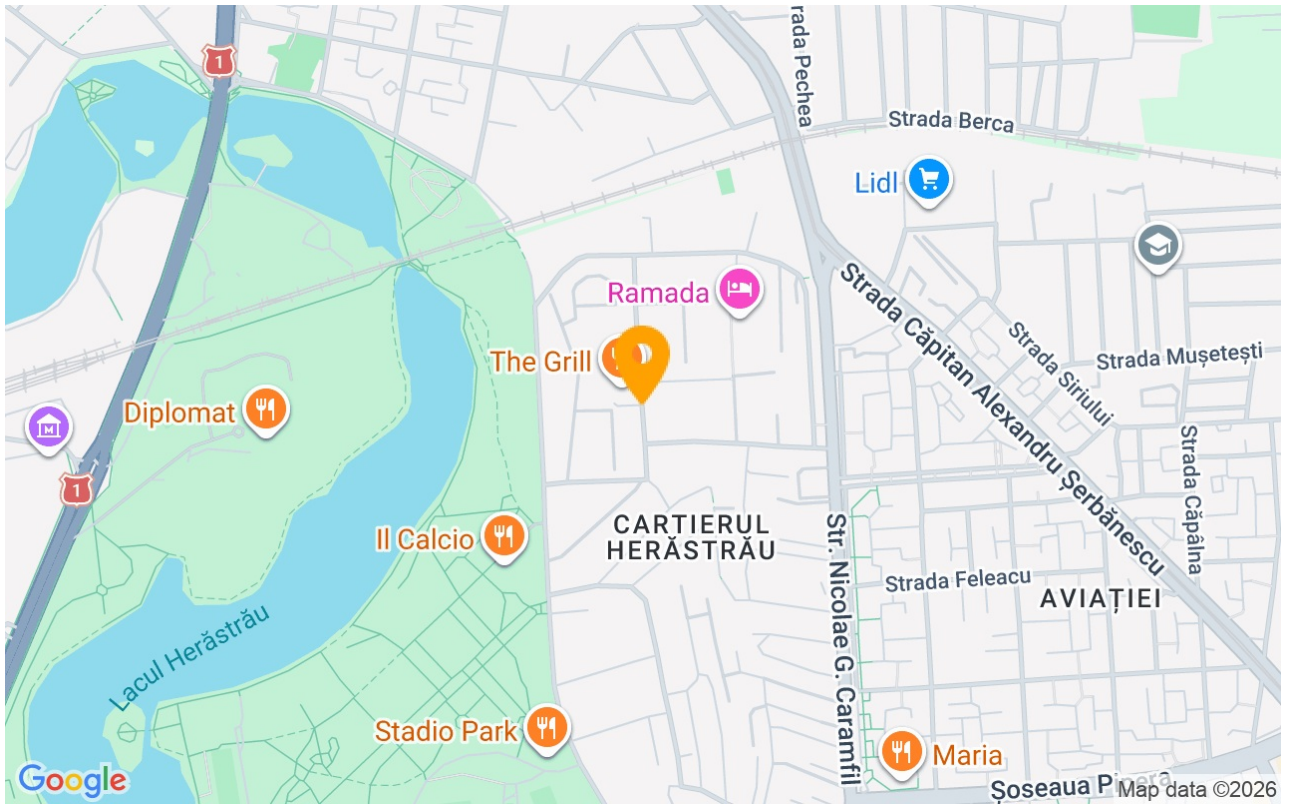 1
rada Pechea
Strada Berca
Lidl
Ramada
Strada Căpitan Alexandru Șerbănescu
Strada Siriului
Strada Mușetești
The Grill
Diplomat
M
1
Strada Căpâlna
Il Calcio
CARTIERUL
HERĂSTRĂU
Str. Nicolae G. Caramfil
Strada Feleacu
AVIAȚIEI
Lacul Herăstrău
Stadio Park
Maria
Google
Șoseaua Pipera
Map data ©2026